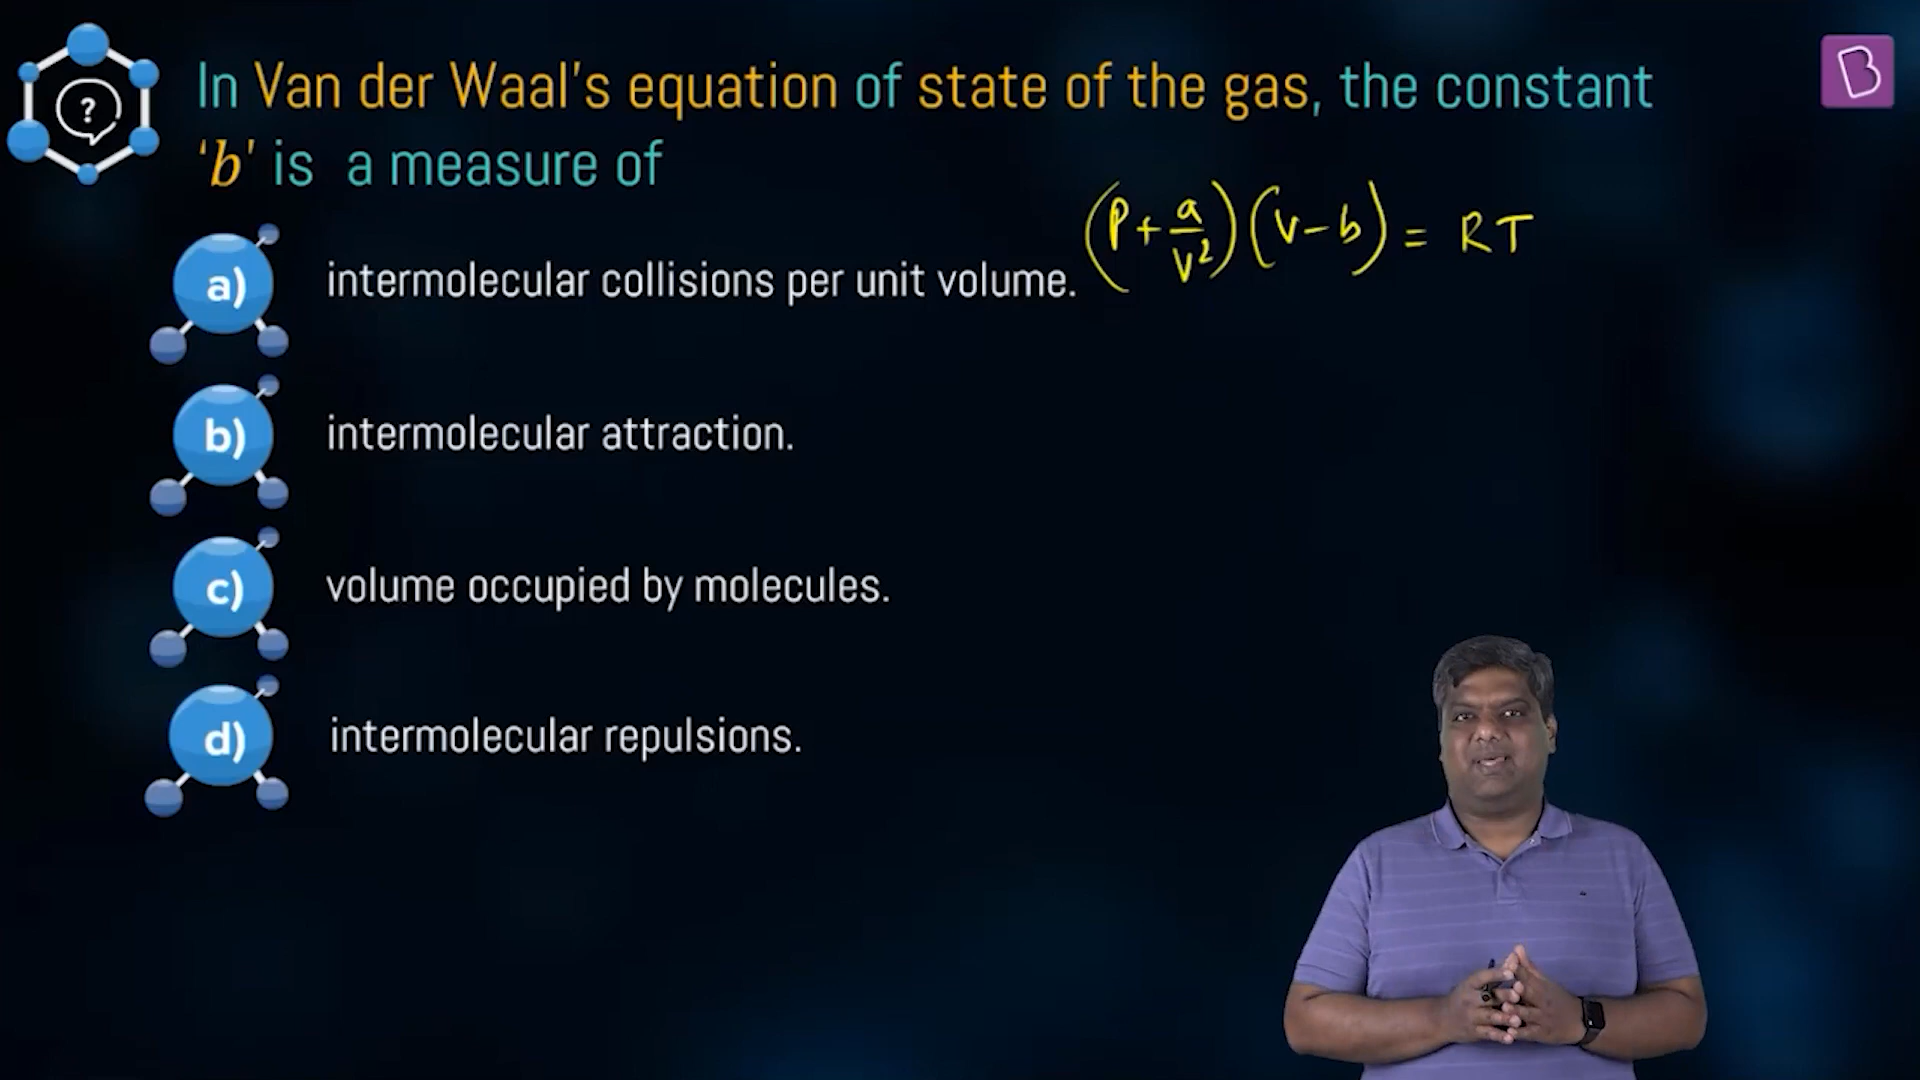 ?
In Van der Waal's equation of state of the gas, the constant
'b' is a measure of
(P + a/V²) (V - b) = RT
a) intermolecular collisions per unit volume.
b) intermolecular attraction.
c) volume occupied by molecules.
d) intermolecular repulsions.
B